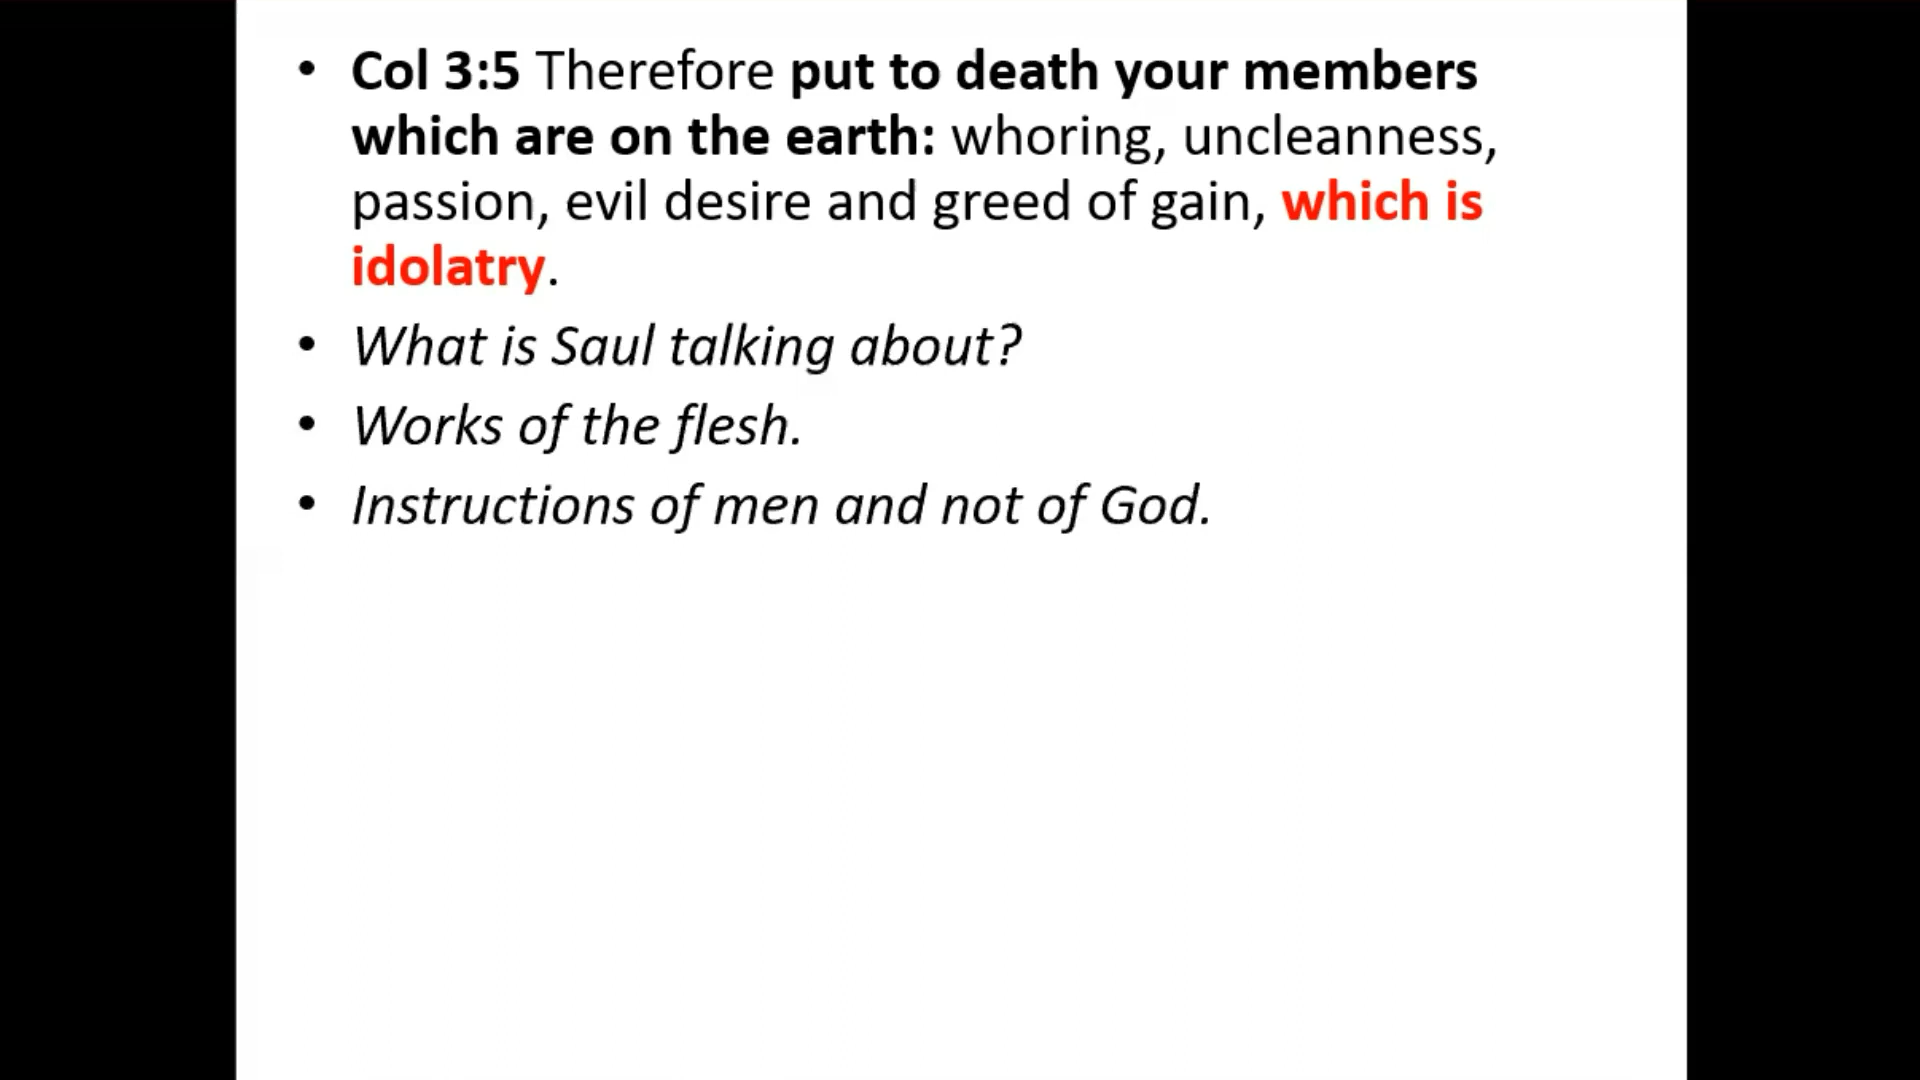 • Col 3:5 Therefore put to death your members
which are on the earth: whoring, uncleanness,
passion, evil desire and greed of gain, which is
idolatry.
• What is Saul talking about?
• Works of the flesh.
• Instructions of men and not of God.